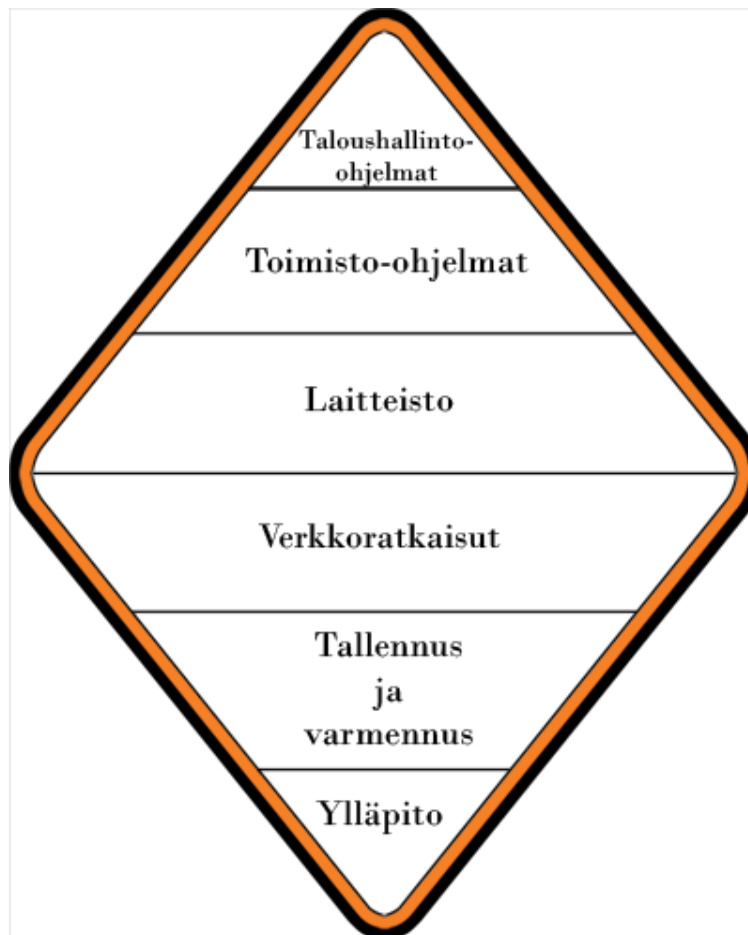 Taloushallinto-
ohjelmat
Toimisto-ohjelmat
Laitteisto
Verkkoratkaisut
Tallennus
ja
varmennus
Ylläpito